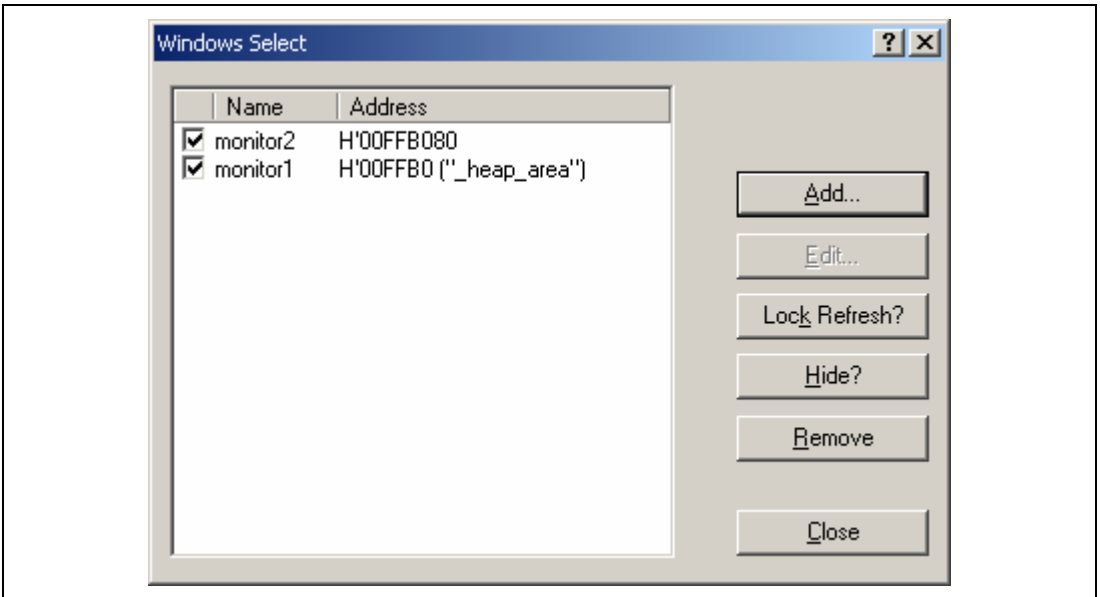 Windows Select
Name Address
monitor2 H'00FFB080
monitor1 H'00FFB0 ("_heap_area")
Add...
Edit...
Lock Refresh?
Hide?
Remove
Close